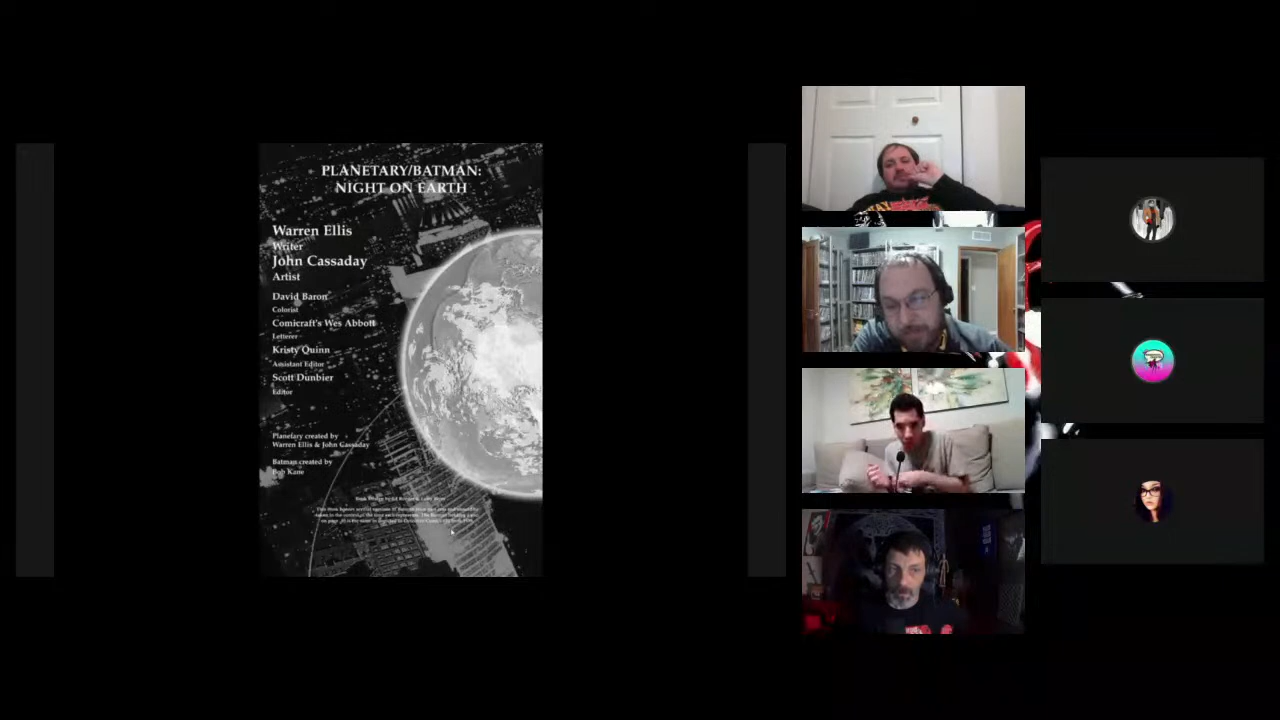 PLANETARY/BATMAN:
NIGHT ON EARTH
Warren Ellis
Writer
John Cassaday
Artist
David Baron
Colorist
Comicraft's Wes Abbott
Letterer
Kristy Quinn
Assistant Editor
Scott Dunbier
Editor
Planetary created by
Warren Ellis & John Cassaday
Batman created by
Bob Kane